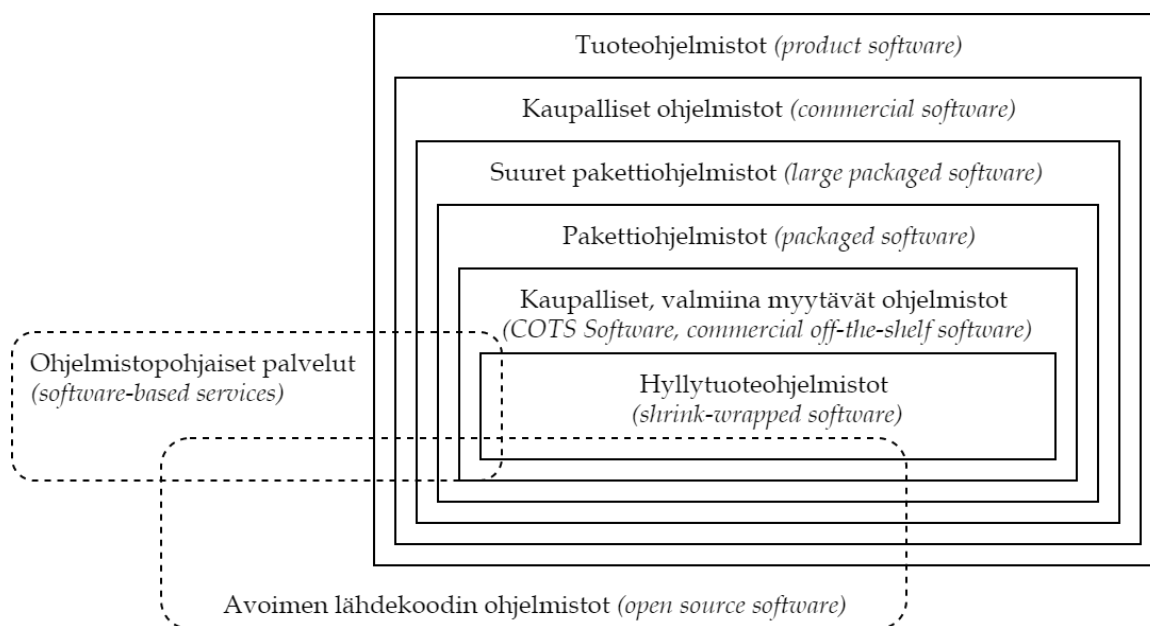 Tuoteohjelmistot (product software)
Kaupalliset ohjelmistot (commercial software)
Suuret pakettiohjelmistot (large packaged software)
Pakettiohjelmistot (packaged software)
Kaupalliset, valmiina myytävät ohjelmistot
(COTS Software, commercial off-the-shelf software)
Ohjelmistopohjaiset palvelut
(software-based services)
Hyllytuoteohjelmistot
(shrink-wrapped software)
Avoimen lähdekoodin ohjelmistot (open source software)